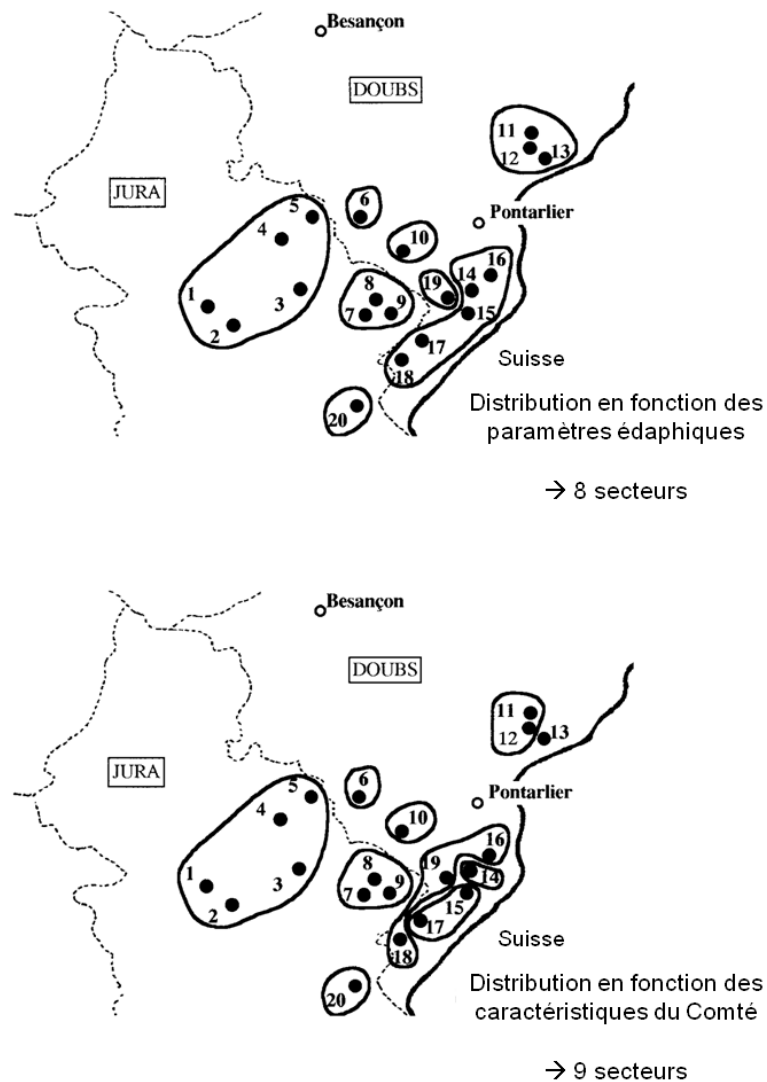 Besançon
DOUBS
11
12
13
JURA
5
6
4
10
Pontarlier
16
8
19
14
1
3
7
9
15
2
17
18
Suisse
20
Distribution en fonction des
paramètres édaphiques
→ 8 secteurs
Besançon
DOUBS
11
12
13
JURA
5
6
4
10
Pontarlier
16
8
19
14
1
3
7
9
15
2
17
18
Suisse
20
Distribution en fonction des
caractéristiques du Comté
→ 9 secteurs